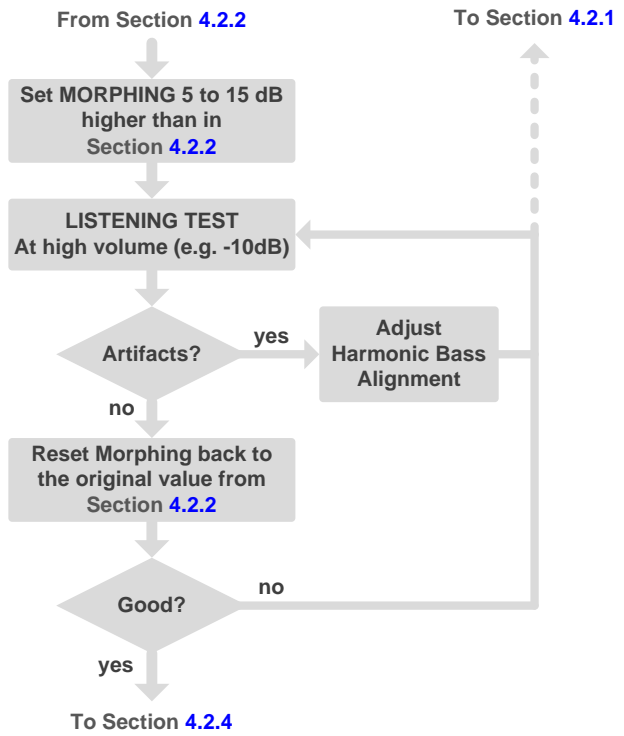 From Section 4.2.2
To Section 4.2.1
Set MORPHING 5 to 15 dB
higher than in
Section 4.2.2
LISTENING TEST
At high volume (e.g. -10dB)
Artifacts?
yes
Adjust
Harmonic Bass
Alignment
no
Reset Morphing back to
the original value from
Section 4.2.2
Good?
no
yes
To Section 4.2.4